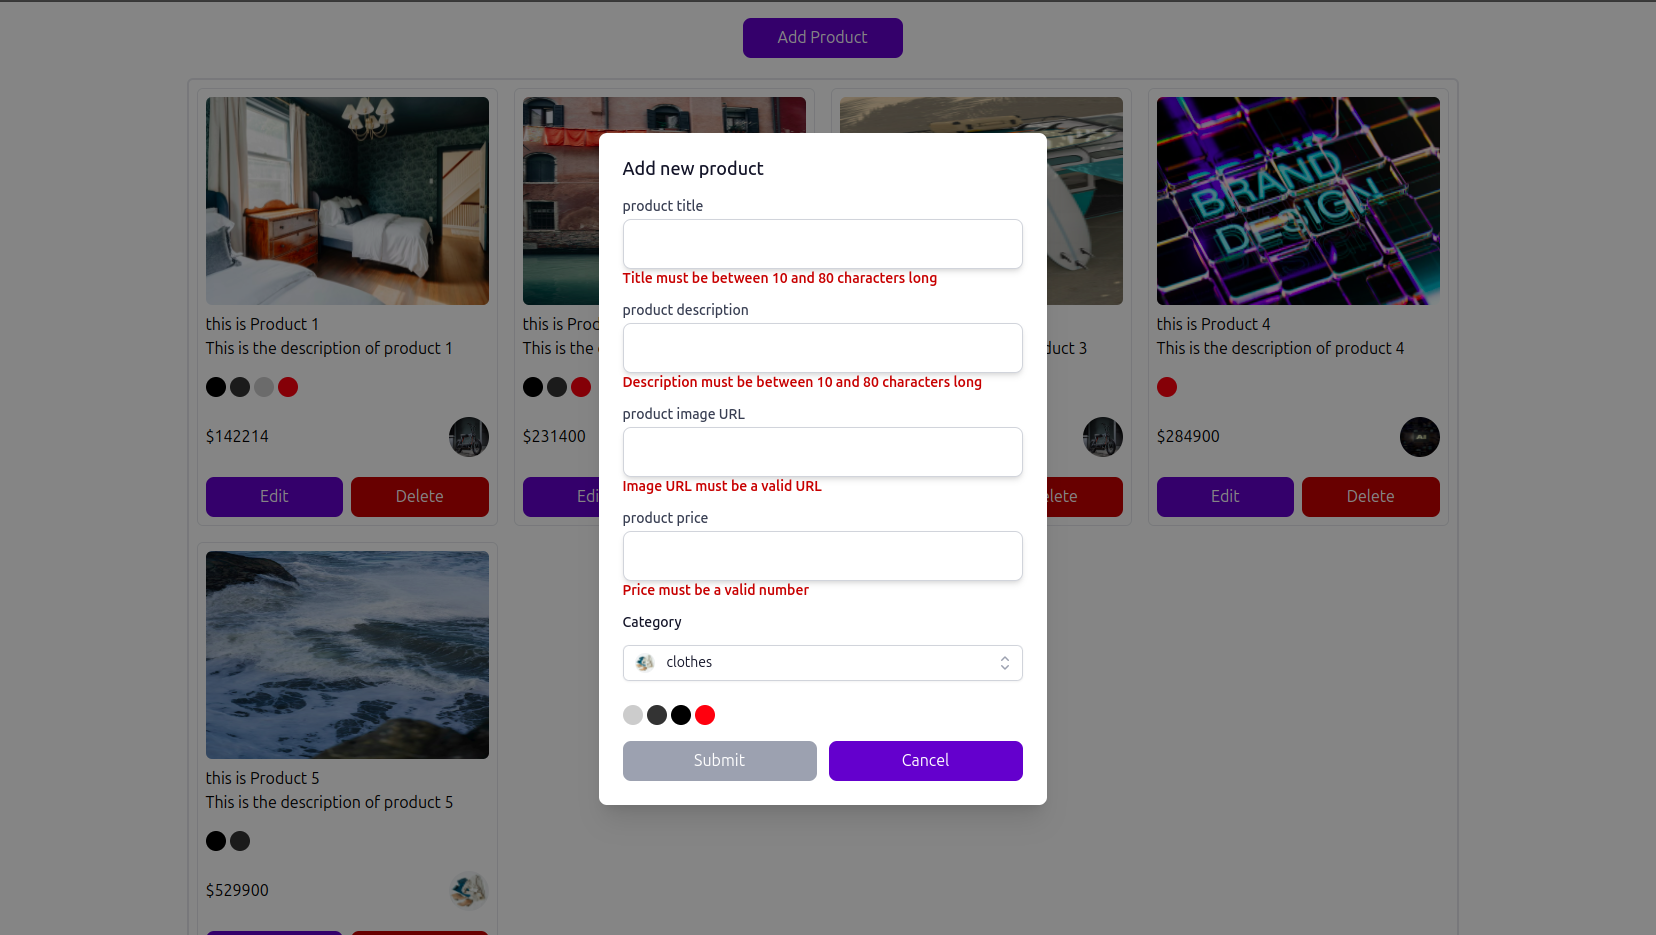 Add Product
Add new product
product title
Title must be between 10 and 80 characters long
product description
Description must be between 10 and 80 characters long
product image URL
Image URL must be a valid URL
product price
Price must be a valid number
Category
clothes
Submit
Cancel
this is Product 1
This is the description of product 1
$142214
Edit
Delete
this is
This is the
$231400
BRAND
DESIGN
this is Product 4
This is the description of product 4
$284900
Edit
Delete
this is Product 5
This is the description of product 5
$529900